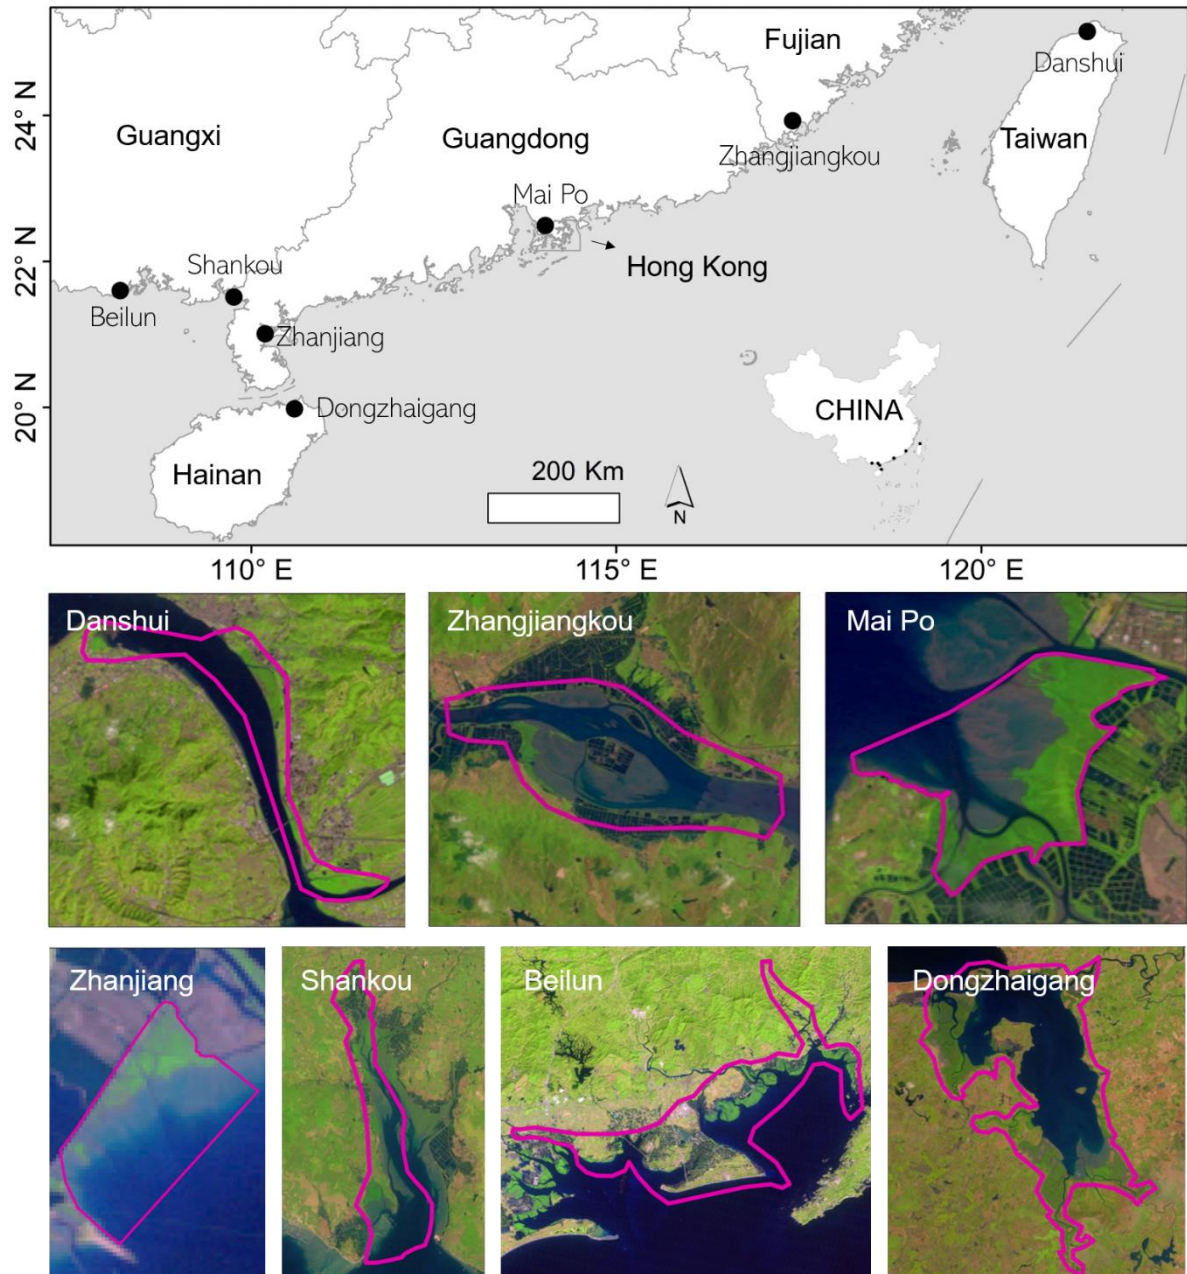 Fujian
Danshui
24° N
Guangxi
Guangdong
Zhangjiangkou
Taiwan
Mai Po
22° N
Shankou
Hong Kong
Beilun
Zhanjiang
20° N
Dongzhaigang
CHINA
Hainan
200 Km
N
110° E
115° E
120° E
Danshui
Zhangjiangkou
Mai Po
Zhanjiang
Shankou
Beilun
Dongzhaigang